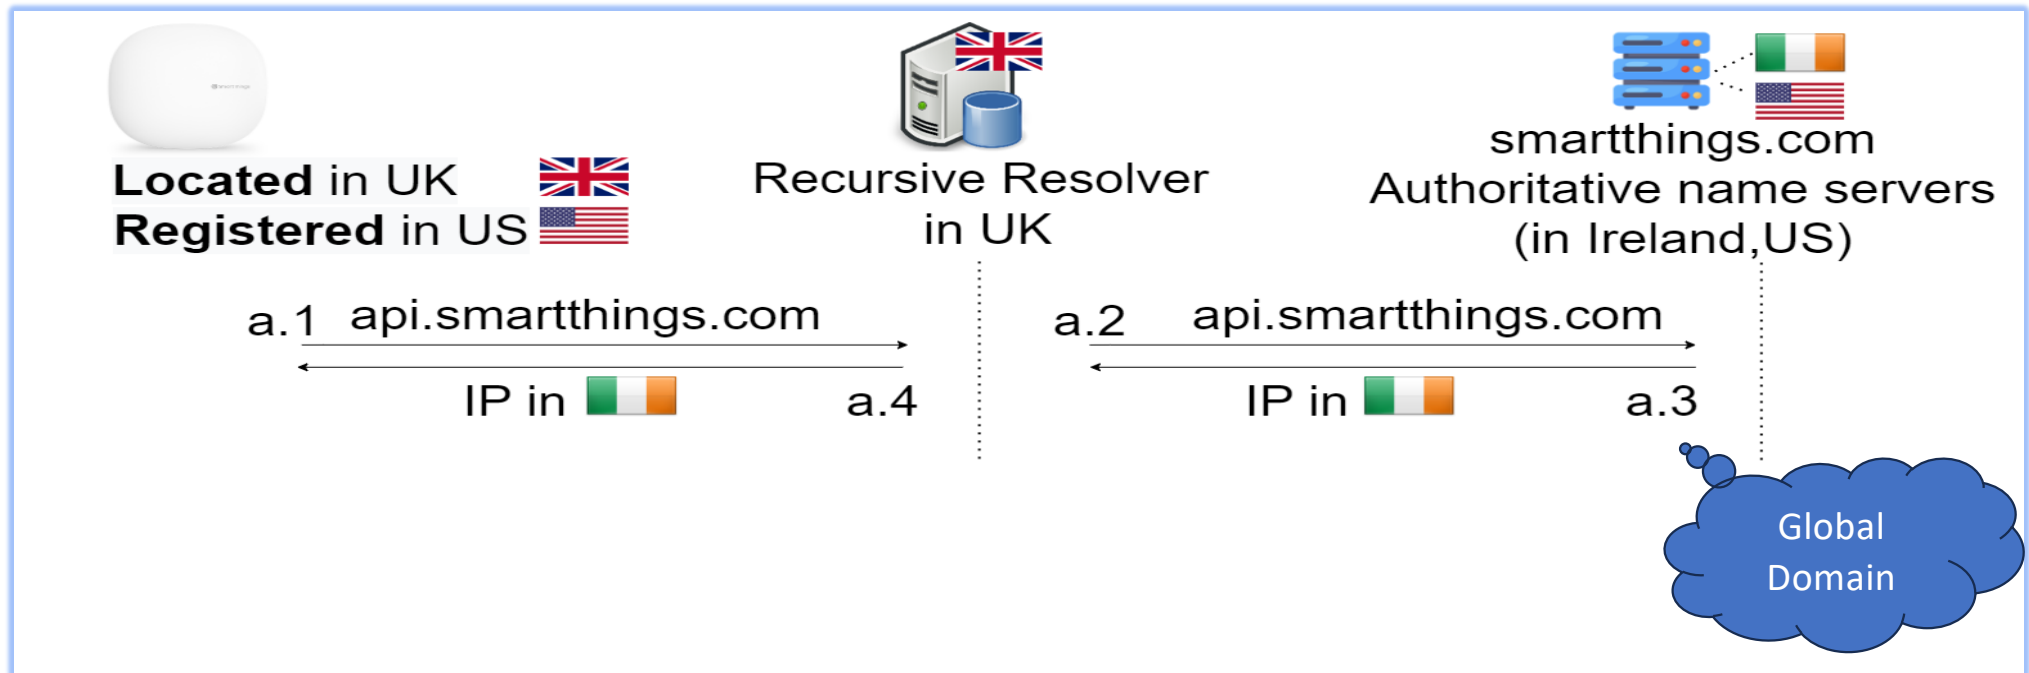 SmartThings
Located in UK
Registered in US
Recursive Resolver
in UK
smartthings.com
Authoritative name servers
(in Ireland,US)
a.1 api.smartthings.com
IP in
a.4
a.2 api.smartthings.com
IP in
a.3
Global
Domain